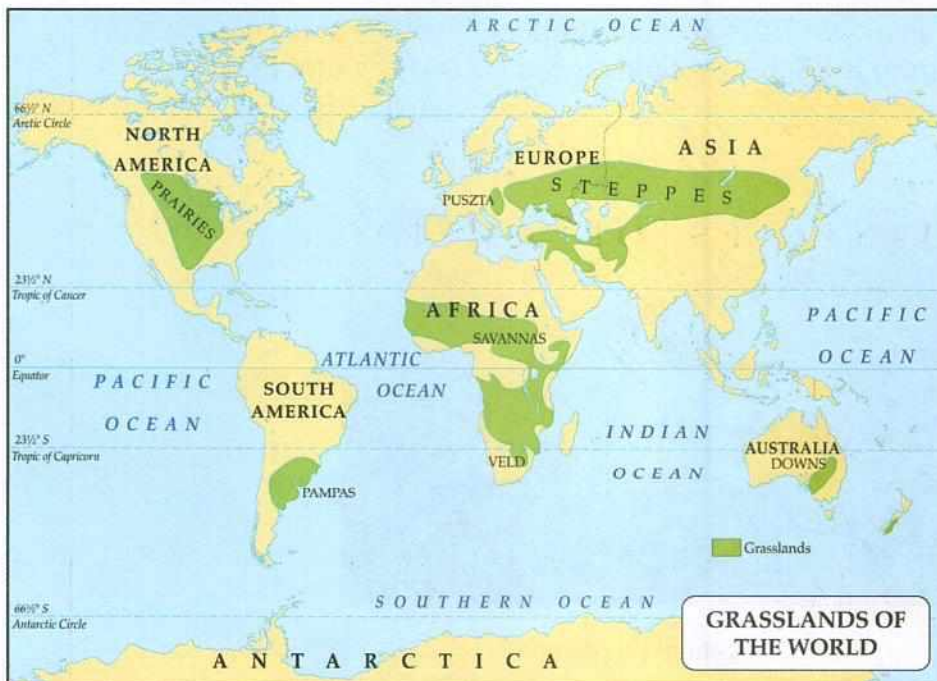 ARCTIC OCEAN
66½° N
Arctic Circle
NORTH
AMERICA
PRAIRIES
EUROPE
ASIA
STEPPES
PUSZTA
23½° N
Tropic of Cancer
AFRICA
SAVANNAS
PACIFIC
OCEAN
0°
Equator
ATLANTIC
OCEAN
PACIFIC
OCEAN
SOUTH
AMERICA
INDIAN
OCEAN
23½° S
Tropic of Capricorn
VELD
AUSTRALIA
DOWNS
PAMPAS
Grasslands
66½° S
Antarctic Circle
SOUTHERN OCEAN
GRASSLANDS OF
THE WORLD
ANTARCTICA